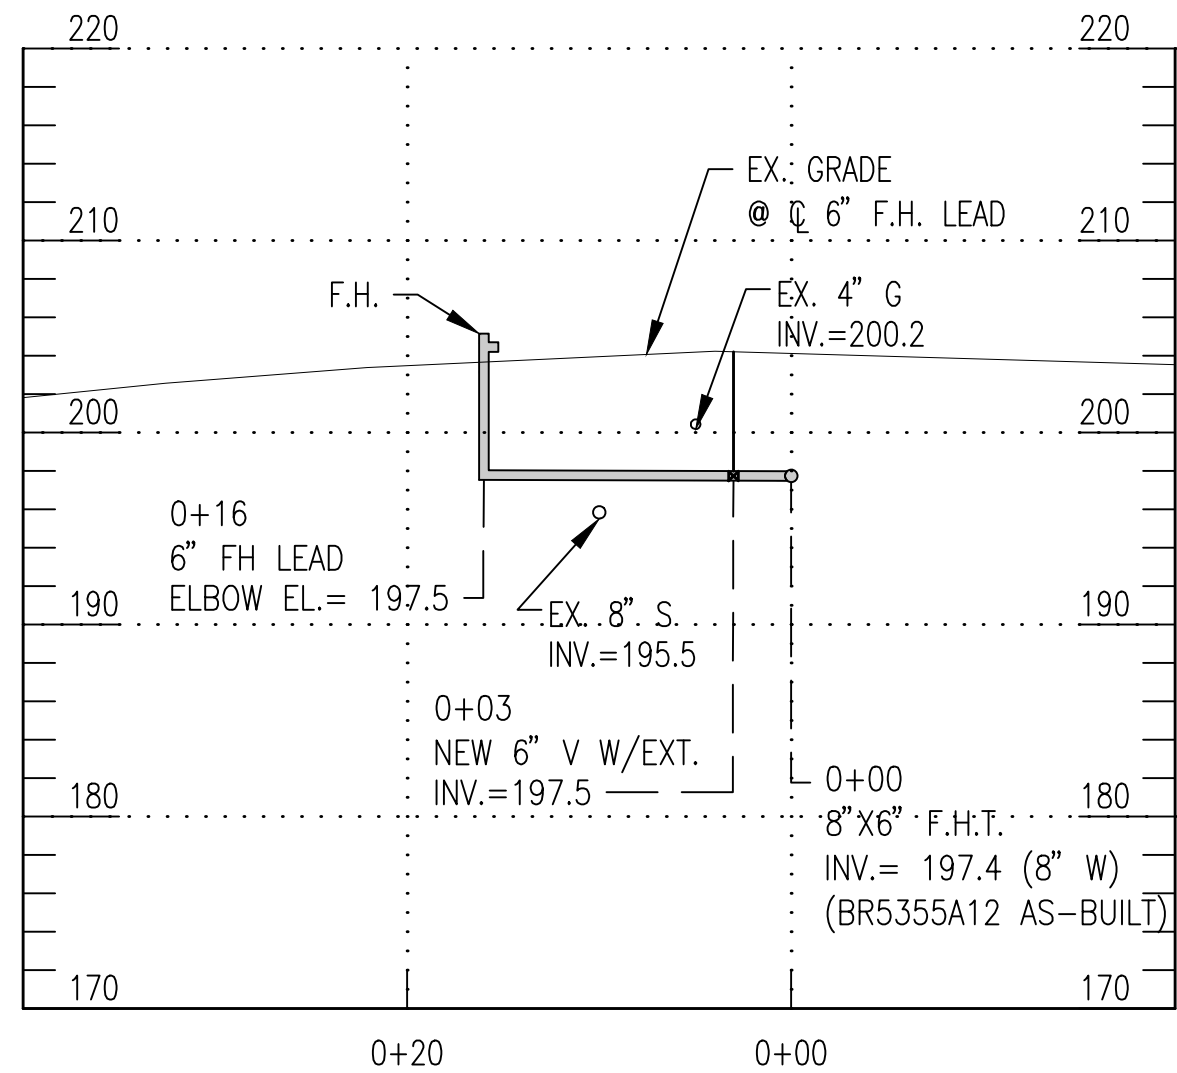 220 220
EX. GRADE
@ ℄ 6” F.H. LEAD
210 210
F.H.
EX. 4” G
INV.=200.2
200 200
0+16
6” FH LEAD
ELBOW EL.= 197.5
190 190
EX. 8” S
INV.=195.5
0+03
NEW 6” V W/EXT.
INV.=197.5
180 180
0+00
8”X6” F.H.T.
INV.= 197.4 (8” W)
(BR5355A12 AS-BUILT)
170 170
0+20 0+00